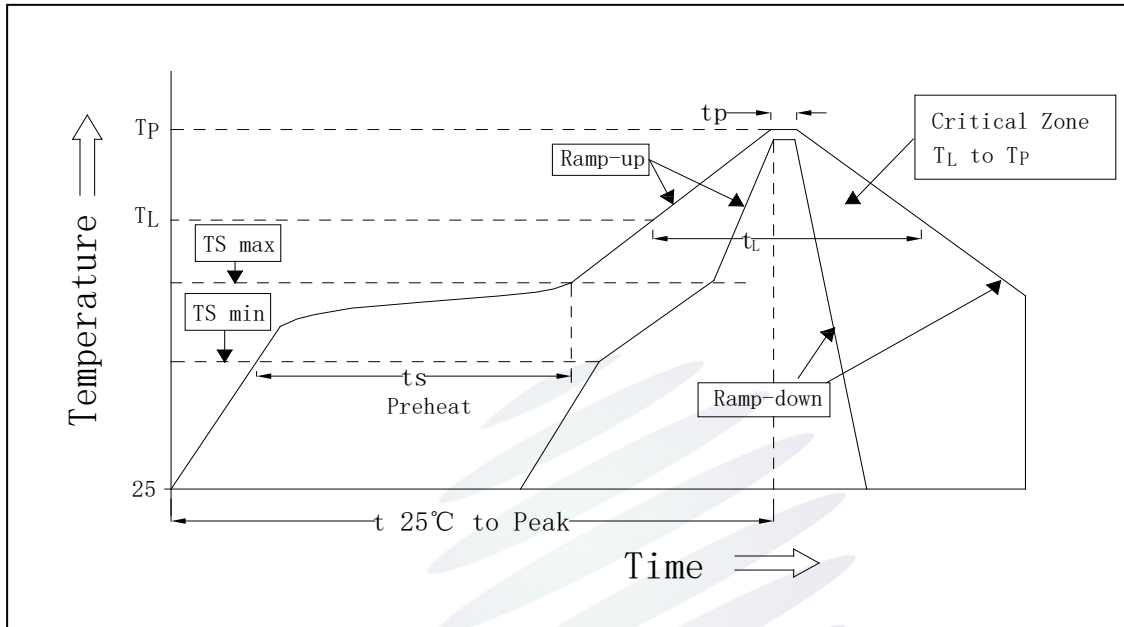 tp
TP
Critical Zone
TL to TP
Ramp-up
TL
TS max
tL
TS min
ts
Preheat
Ramp-down
Temperature
25
t 25℃ to Peak
Time